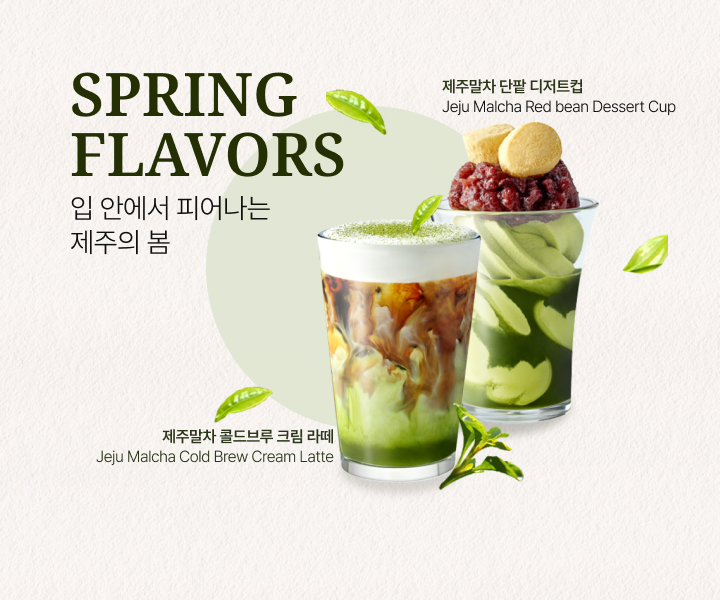 SPRING
FLAVORS
입 안에서 피어나는
제주의 봄
제주말차 단팥 디저트컵
Jeju Malcha Red bean Dessert Cup
제주말차 콜드브루 크림 라떼
Jeju Malcha Cold Brew Cream Latte